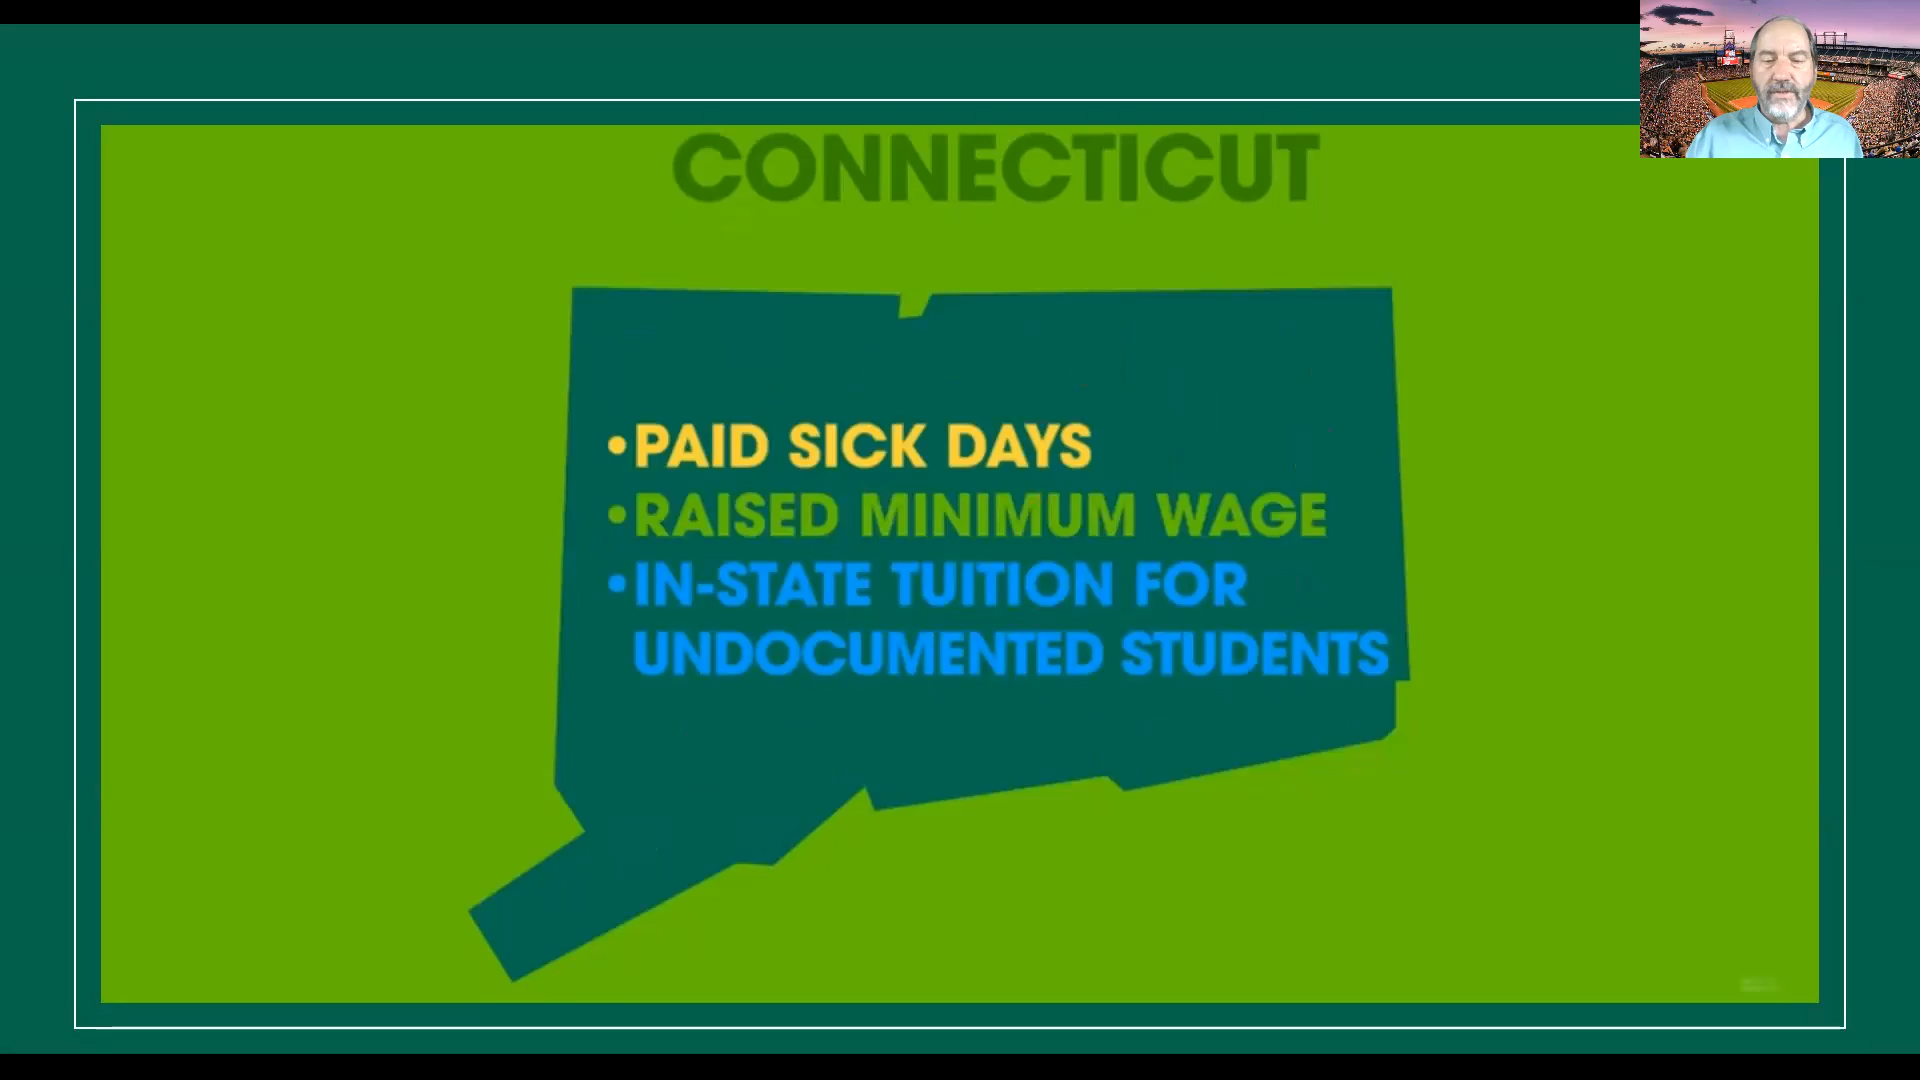 CONNECTICUT
•PAID SICK DAYS
•RAISED MINIMUM WAGE
•IN-STATE TUITION FOR
UNDOCUMENTED STUDENTS